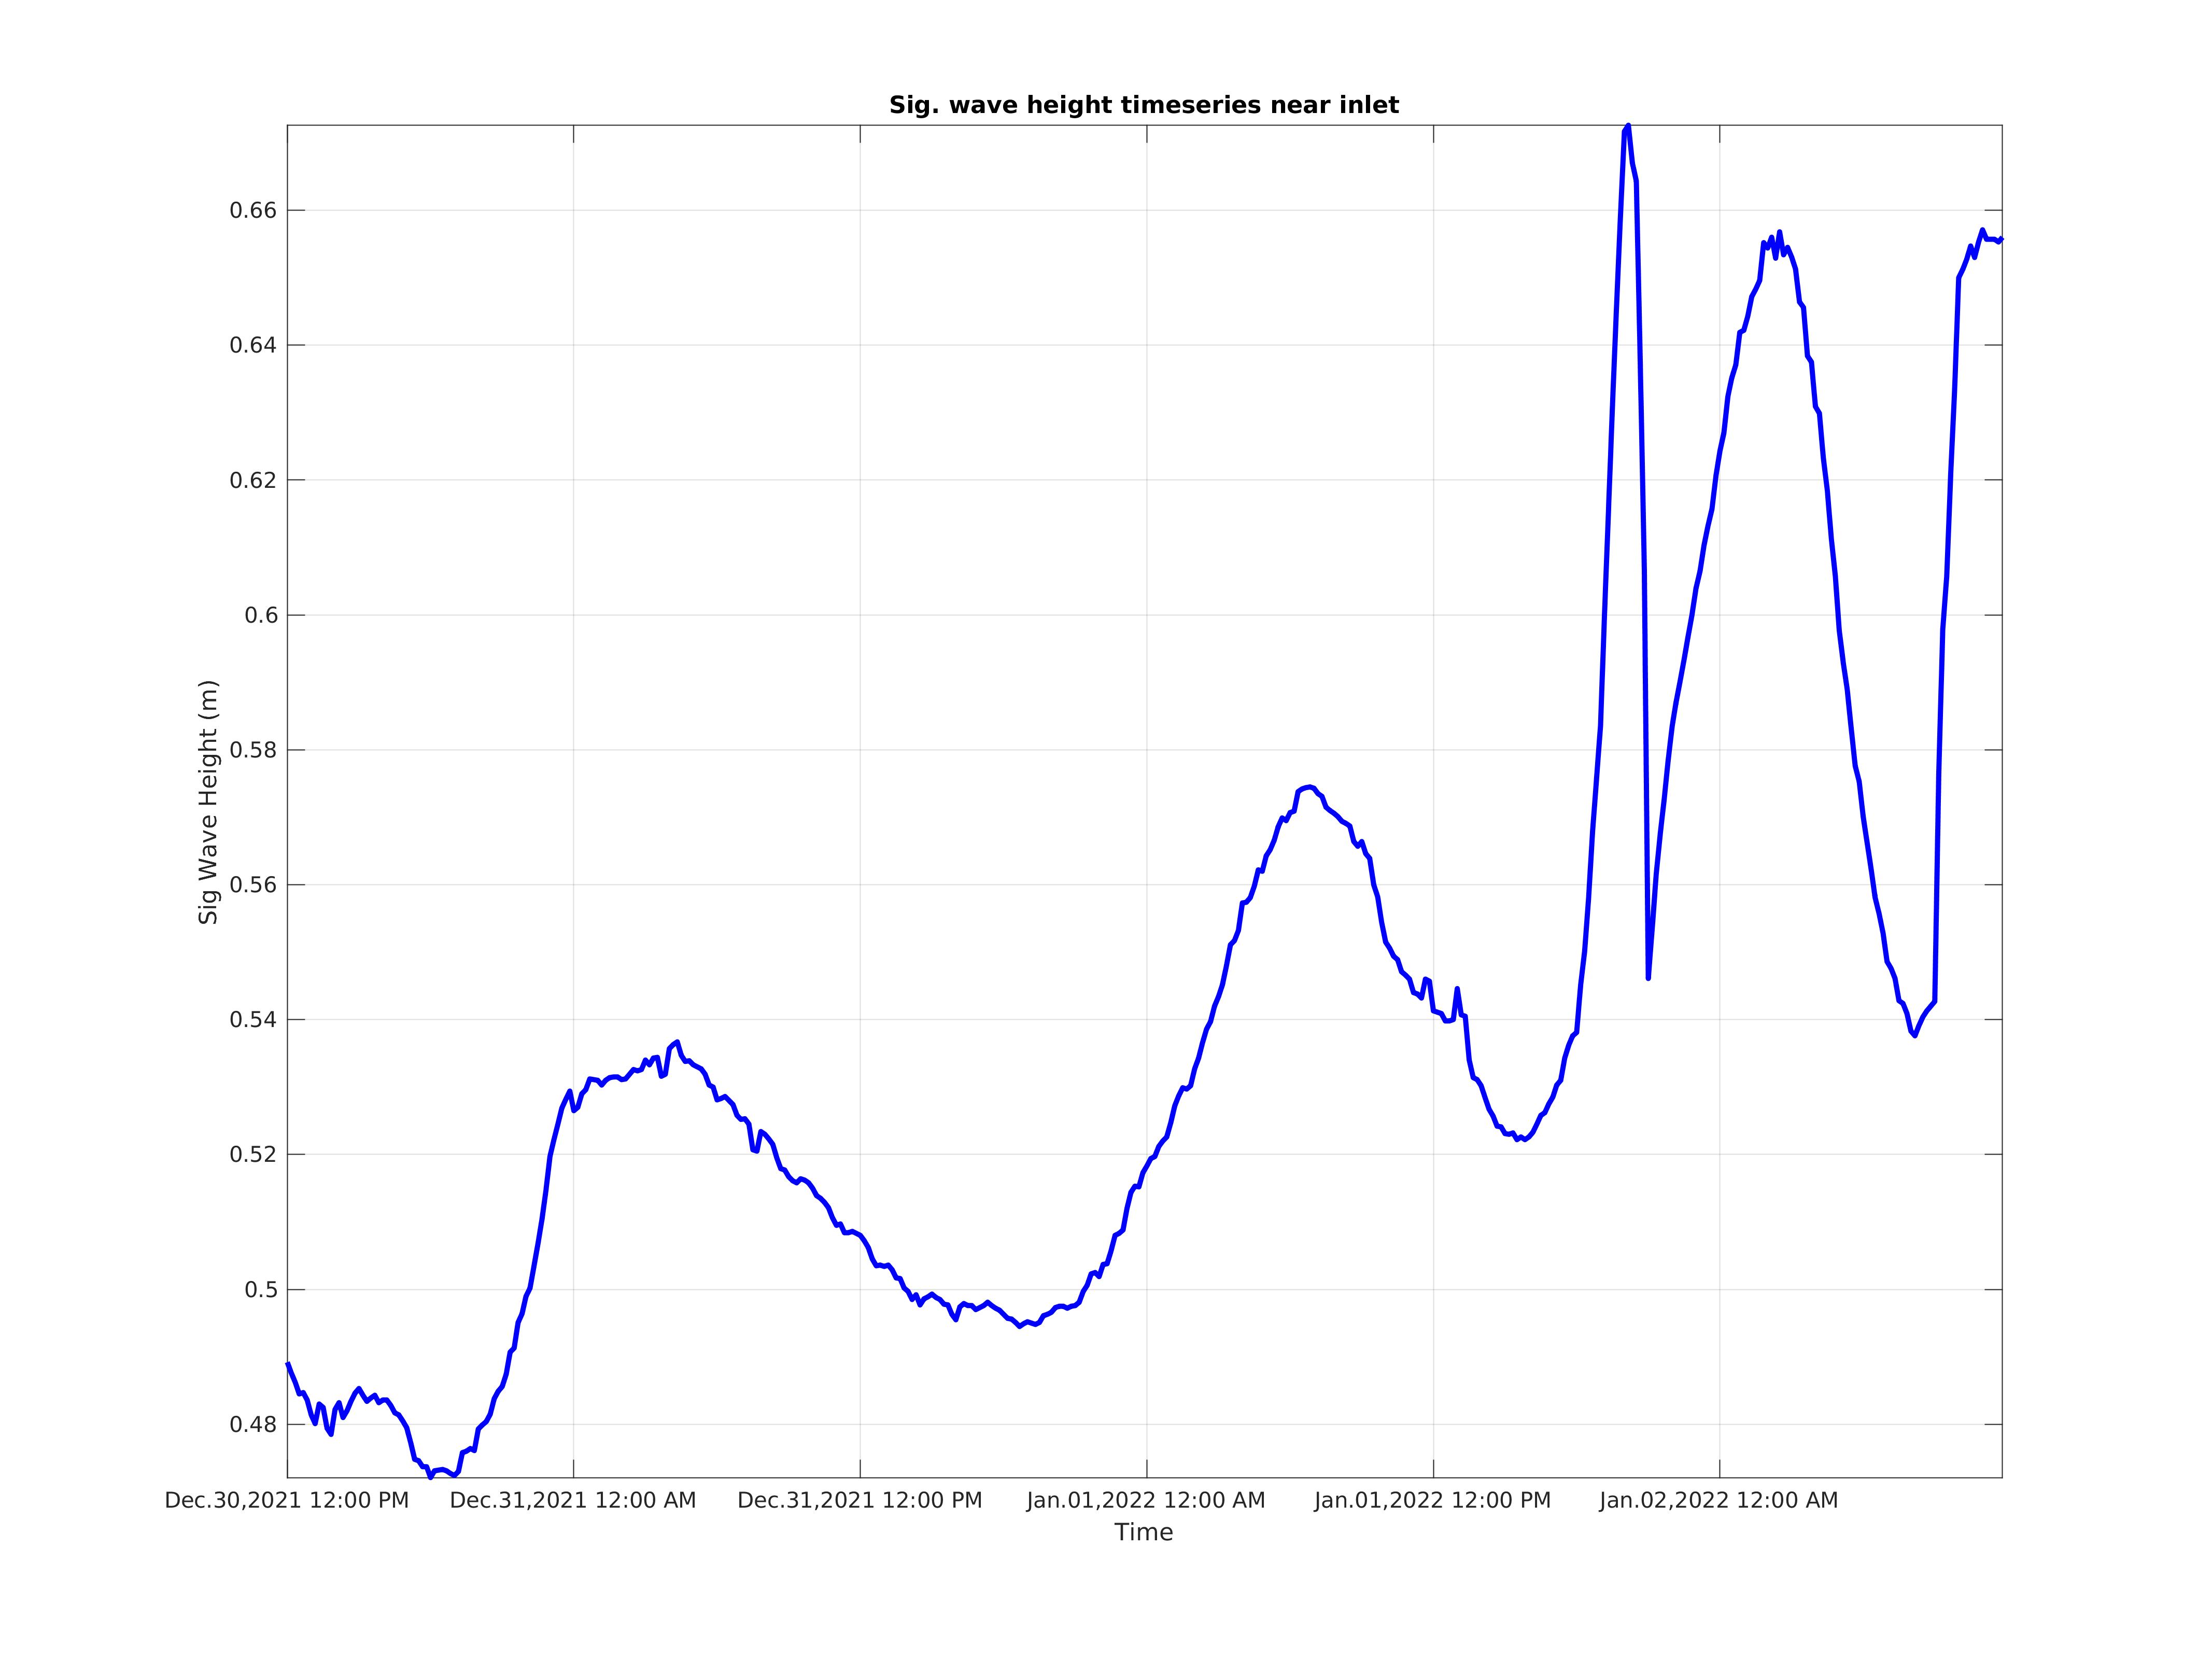 Sig. wave height timeseries near inlet
0.66
0.64
0.62
0.6
0.58
0.56
0.54
0.52
0.5
0.48
Sig Wave Height (m)
Dec.30,2021 12:00 PM Dec.31,2021 12:00 AM Dec.31,2021 12:00 PM Jan.01,2022 12:00 AM Jan.01,2022 12:00 PM Jan.02,2022 12:00 AM
Time